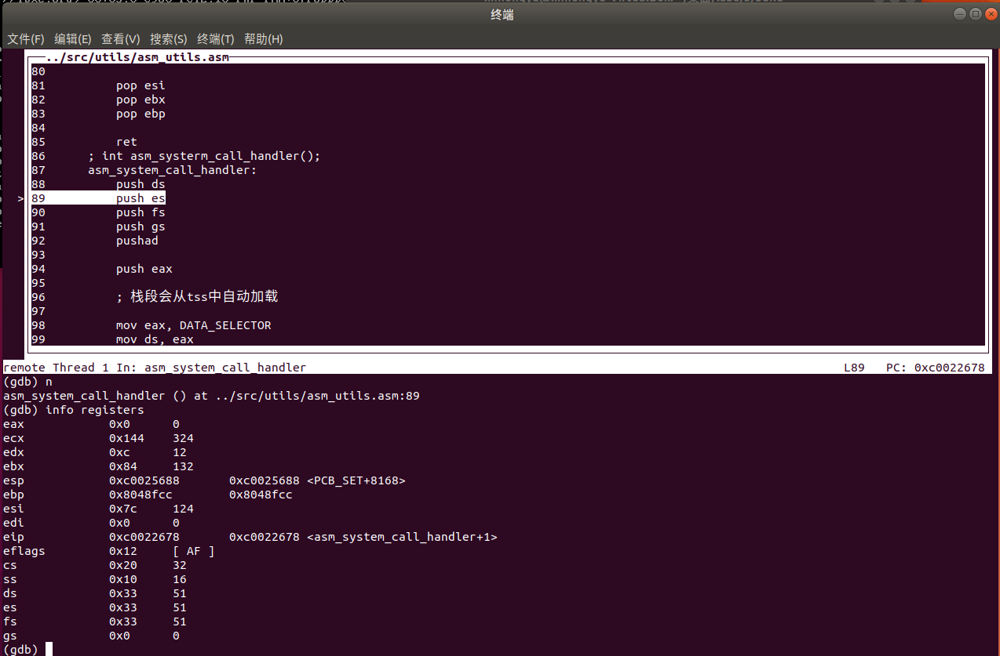 终端
文件(F) 编辑(E) 查看(V) 搜索(S) 终端(T) 帮助(H)
../src/utils/asm_utils.asm
80
81 pop esi
82 pop ebx
83 pop ebp
84
85 ret
86 ; int asm_systerm_call_handler();
87 asm_system_call_handler:
88 push ds
> 89 push es
90 push fs
91 push gs
92 pushad
93
94 push eax
95
96 ; 栈段会从tss中自动加载
97
98 mov eax, DATA_SELECTOR
99 mov ds, eax
remote Thread 1 In: asm_system_call_handler L89 PC: 0xc0022678
(gdb) n
asm_system_call_handler () at ../src/utils/asm_utils.asm:89
(gdb) info registers
eax 0x0 0
ecx 0x144 324
edx 0xc 12
ebx 0x84 132
esp 0xc0025688 0xc0025688 <PCB_SET+8168>
ebp 0x8048fcc 0x8048fcc
esi 0x7c 124
edi 0x0 0
eip 0xc0022678 0xc0022678 <asm_system_call_handler+1>
eflags 0x12 [ AF ]
cs 0x20 32
ss 0x10 16
ds 0x33 51
es 0x33 51
fs 0x33 51
gs 0x0 0
(gdb)